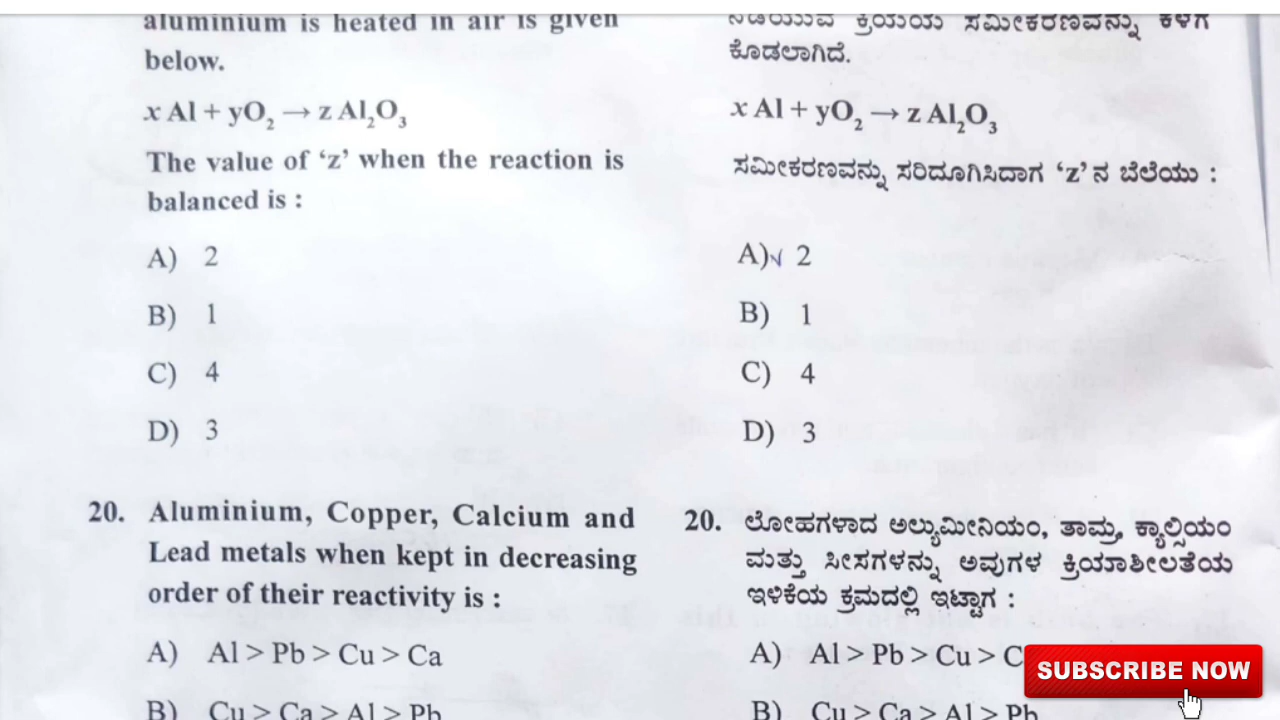 aluminium is heated in air is given
below.
x Al + yO₂ → z Al₂O₃
The value of ‘z’ when the reaction is
balanced is :
A) 2
B) 1
C) 4
D) 3
20. Aluminium, Copper, Calcium and
Lead metals when kept in decreasing
order of their reactivity is :
A) Al > Pb > Cu > Ca
B) Cu > Ca > Al > Pb
ನಡೆಯುವ ಕ್ರಿಯೆಯ ಸಮೀಕರಣವನ್ನು ಕೆಳಗೆ
ಕೊಡಲಾಗಿದೆ.
x Al + yO₂ → z Al₂O₃
ಸಮೀಕರಣವನ್ನು ಸರಿದೂಗಿಸಿದಾಗ ‘z’ ನ ಬೆಲೆಯು :
A) 2
B) 1
C) 4
D) 3
20. ಲೋಹಗಳಾದ ಅಲ್ಯುಮೀನಿಯಂ, ತಾಮ್ರ, ಕ್ಯಾಲ್ಸಿಯಂ
ಮತ್ತು ಸೀಸಗಳನ್ನು ಅವುಗಳ ಕ್ರಿಯಾಶೀಲತೆಯ
ಇಳಿಕೆಯ ಕ್ರಮದಲ್ಲಿ ಇಟ್ಟಾಗ :
A) Al > Pb > Cu > C
B) Cu > Ca > Al > Pb
SUBSCRIBE NOW